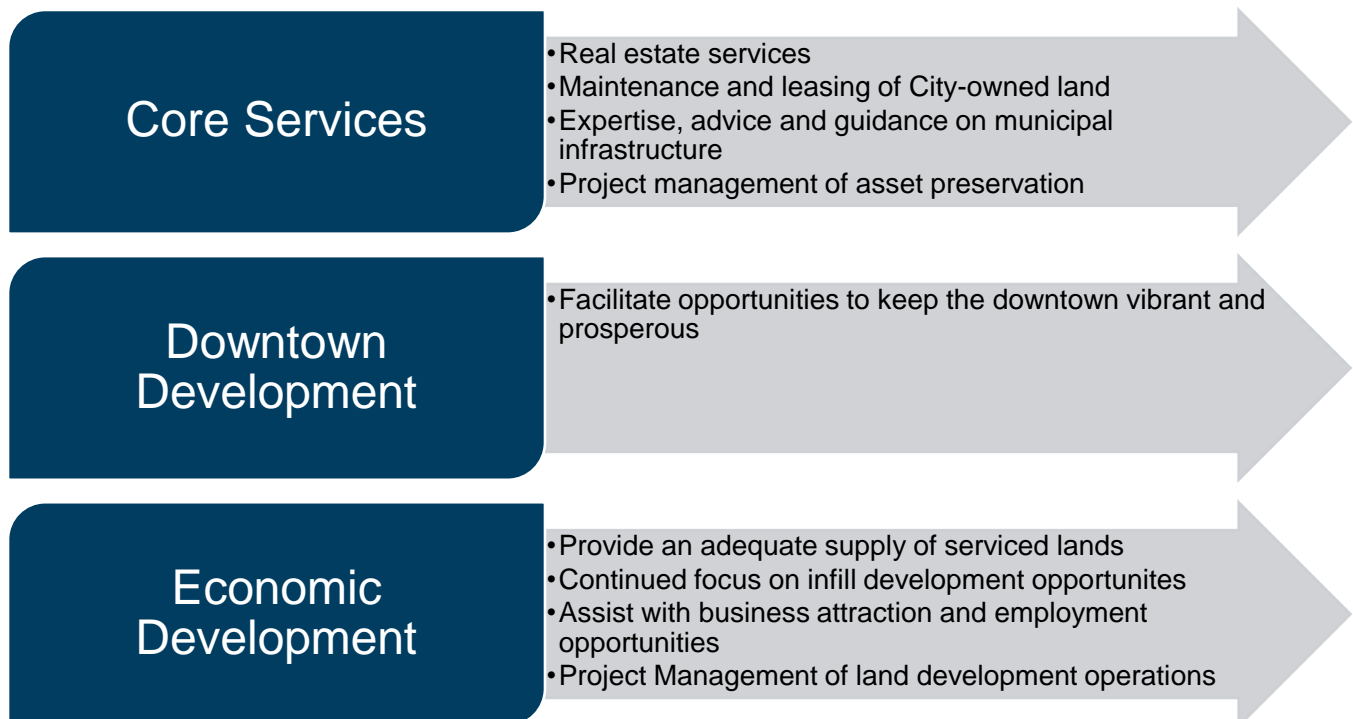 Core Services
•Real estate services
•Maintenance and leasing of City-owned land
•Expertise, advice and guidance on municipal
infrastructure
•Project management of asset preservation
Downtown
Development
•Facilitate opportunities to keep the downtown vibrant and
prosperous
Economic
Development
•Provide an adequate supply of serviced lands
•Continued focus on infill development opportunites
•Assist with business attraction and employment
opportunities
•Project Management of land development operations